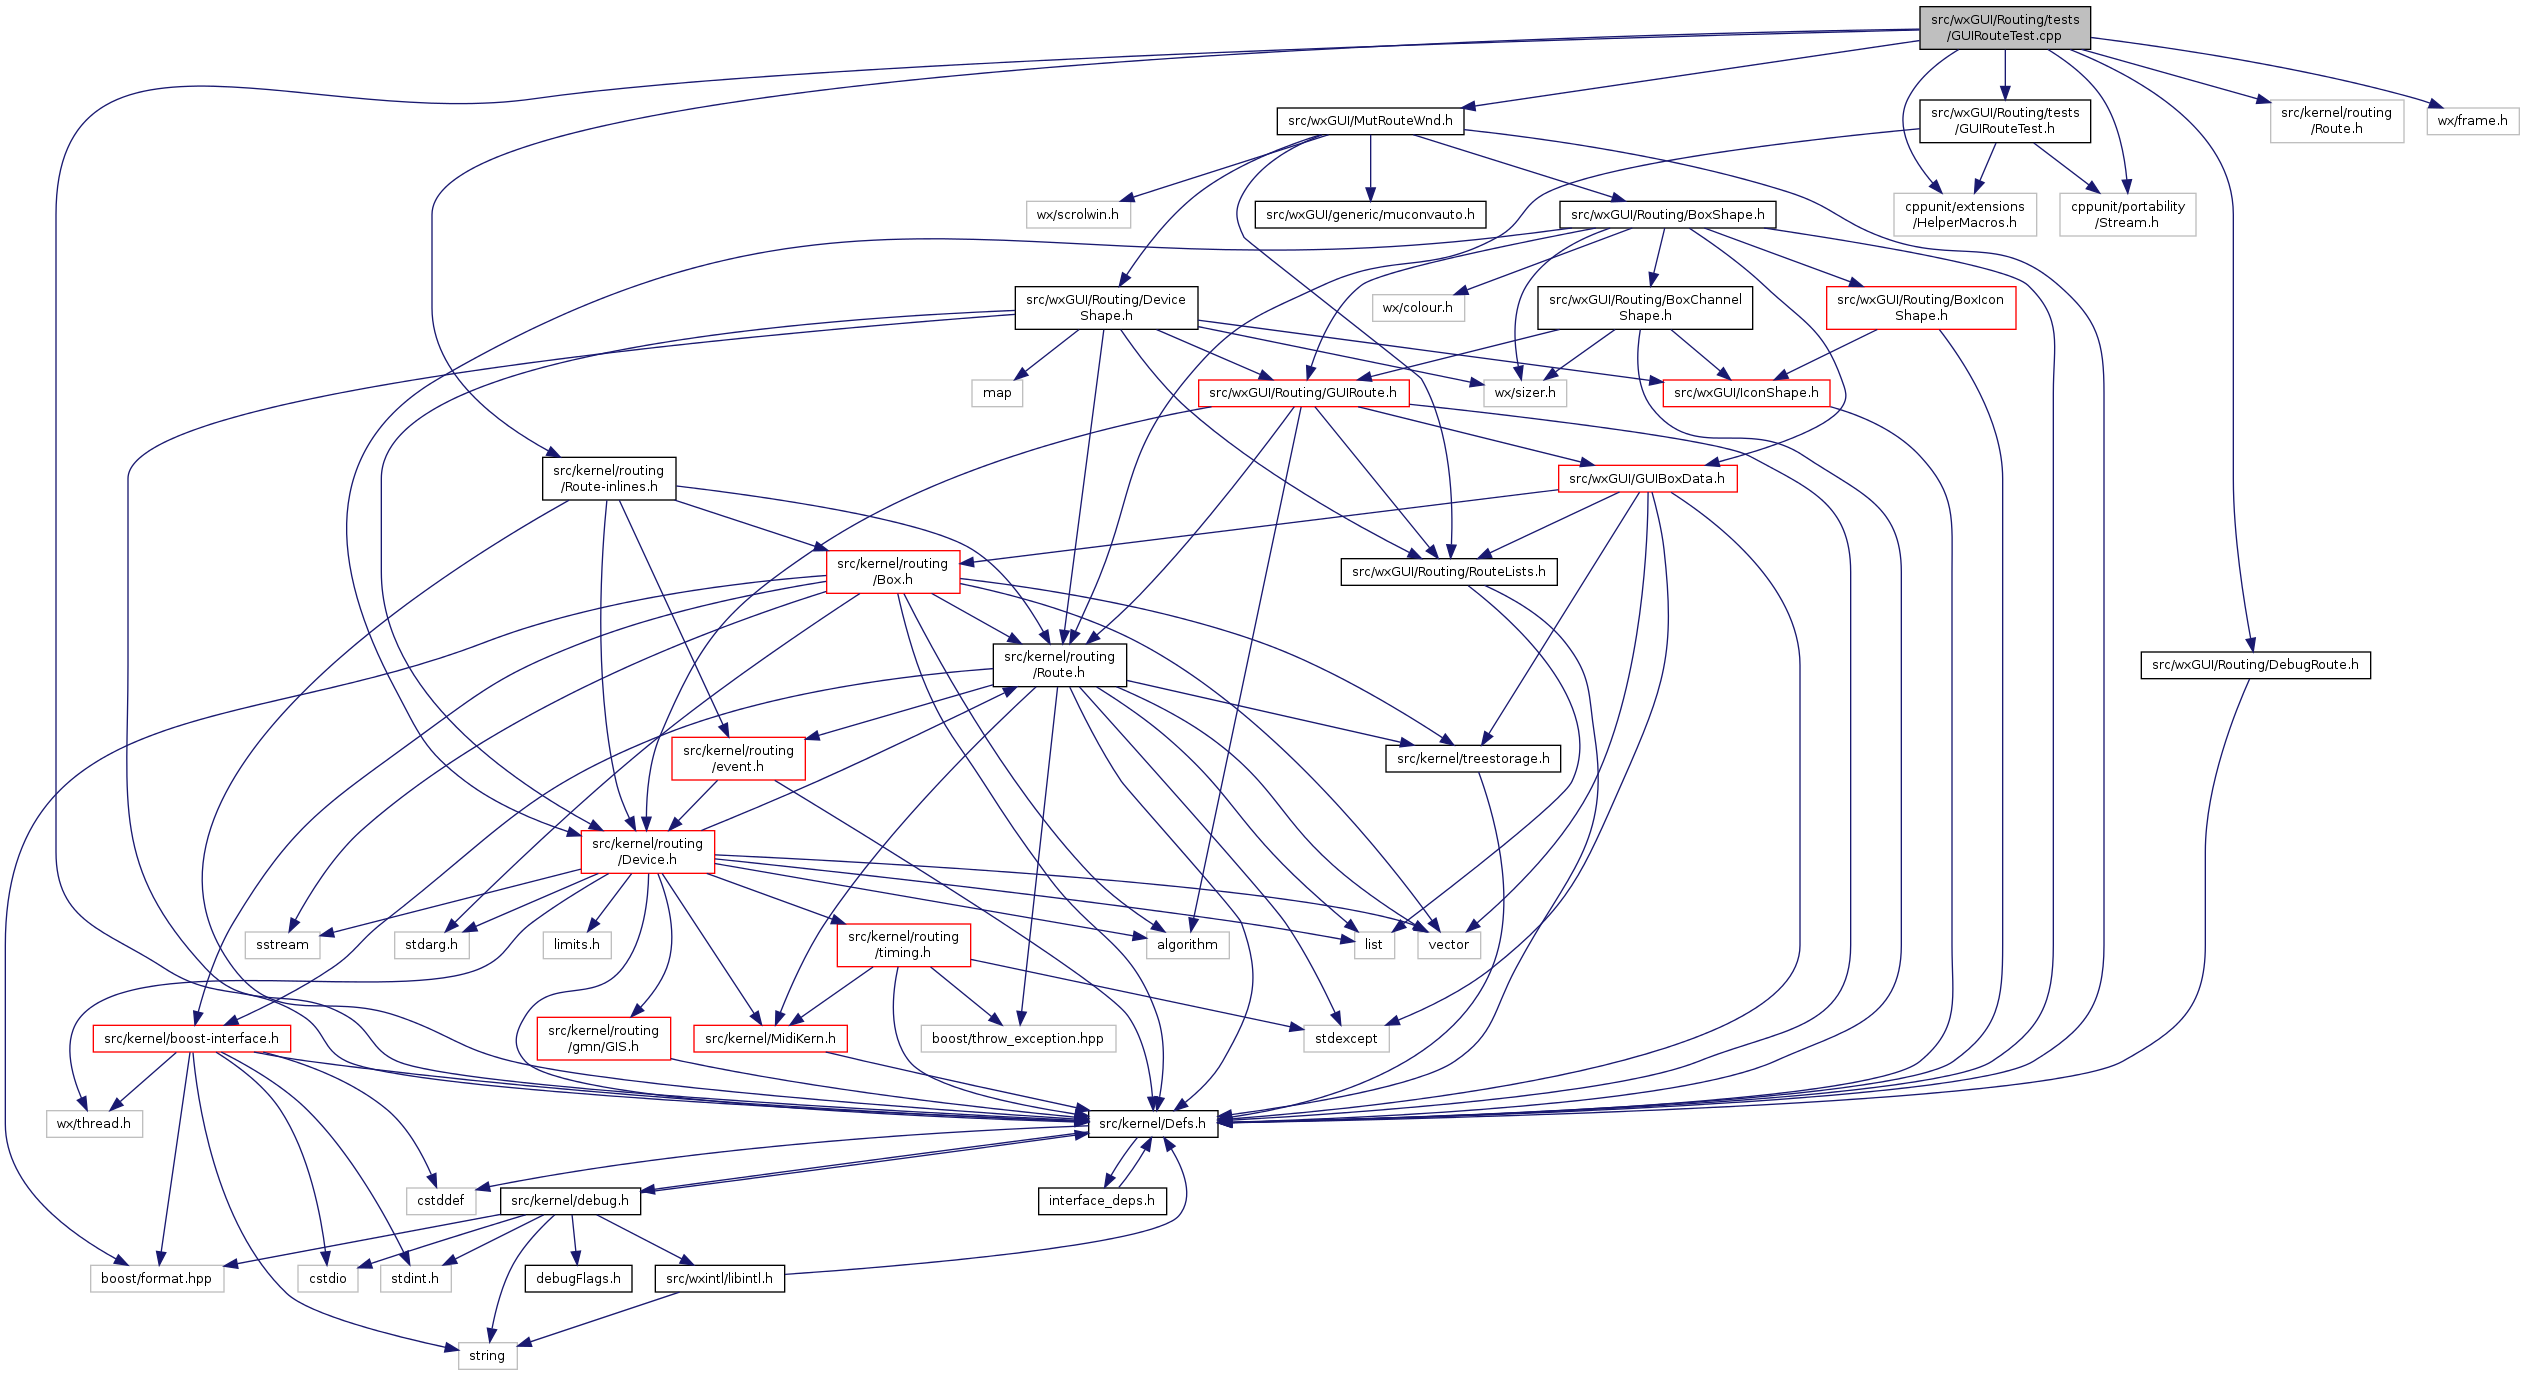 src/wxGUI/Routing/tests
/GUIRouteTest.cpp
src/wxGUI/MutRouteWnd.h
src/wxGUI/Routing/tests
/GUIRouteTest.h
src/kernel/routing
/Route.h
wx/frame.h
wx/scrolwin.h
src/wxGUI/generic/muconvauto.h
src/wxGUI/Routing/BoxShape.h
cppunit/extensions
/HelperMacros.h
cppunit/portability
/Stream.h
src/wxGUI/Routing/Device
Shape.h
wx/colour.h
src/wxGUI/Routing/BoxChannel
Shape.h
src/wxGUI/Routing/BoxIcon
Shape.h
map
src/wxGUI/Routing/GUIRoute.h
wx/sizer.h
src/wxGUI/IconShape.h
src/kernel/routing
/Route-inlines.h
src/wxGUI/GUIBoxData.h
src/kernel/routing
/Box.h
src/wxGUI/Routing/RouteLists.h
src/kernel/routing
/Route.h
src/wxGUI/Routing/DebugRoute.h
src/kernel/routing
/event.h
src/kernel/treestorage.h
src/kernel/routing
/Device.h
sstream
stdarg.h
limits.h
src/kernel/routing
/timing.h
algorithm
list
vector
src/kernel/boost-interface.h
src/kernel/routing
/gmn/GIS.h
src/kernel/MidiKern.h
boost/throw_exception.hpp
stdexcept
wx/thread.h
src/kernel/Defs.h
cstddef
src/kernel/debug.h
interface_deps.h
boost/format.hpp
cstdio
stdint.h
debugFlags.h
src/wxintl/libintl.h
string